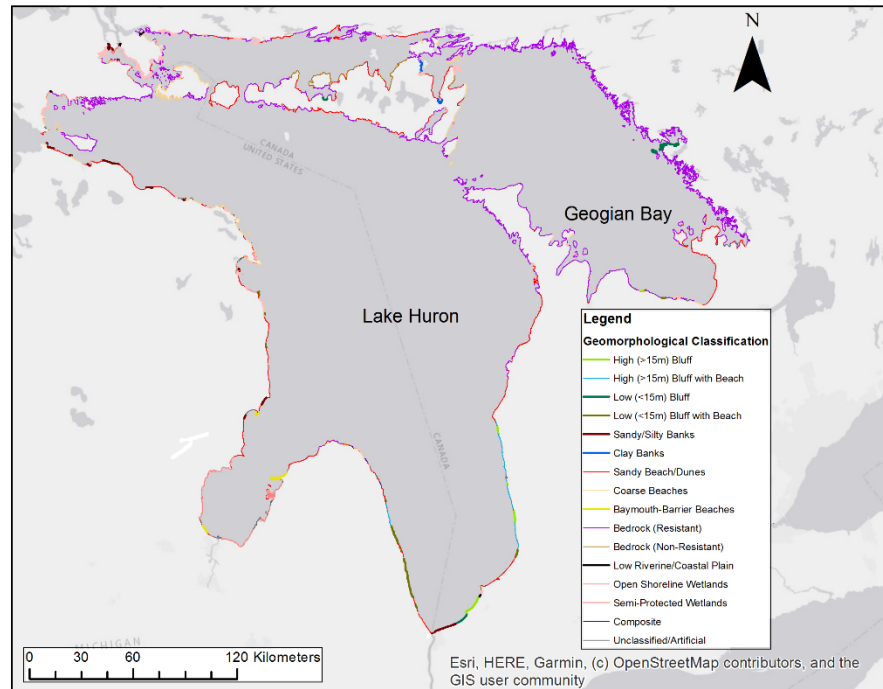 N
CANADA
UNITED STATES
Geogian Bay
Lake Huron
CANADA
MICHIGAN
Legend
Geomorphological Classification
High (>15m) Bluff
High (>15m) Bluff with Beach
Low (<15m) Bluff
Low (<15m) Bluff with Beach
Sandy/Silty Banks
Clay Banks
Sandy Beach/Dunes
Coarse Beaches
Baymouth-Barrier Beaches
Bedrock (Resistant)
Bedrock (Non-Resistant)
Low Riverine/Coastal Plain
Open Shoreline Wetlands
Semi-Protected Wetlands
Composite
Unclassified/Artificial
0 30 60 120 Kilometers
Esri, HERE, Garmin, (c) OpenStreetMap contributors, and the
GIS user community